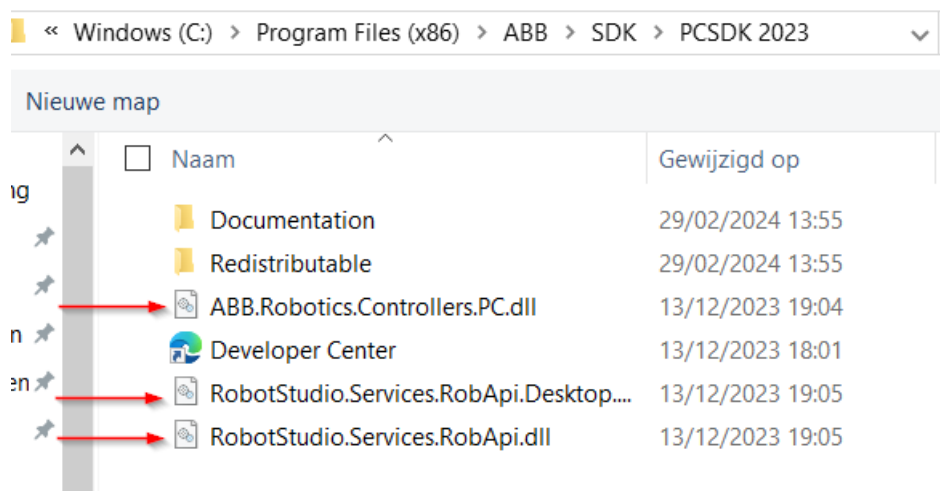 « Windows (C:) > Program Files (x86) > ABB > SDK > PCSDK 2023
Nieuwe map
Naam Gewijzigd op
Documentation 29/02/2024 13:55
Redistributable 29/02/2024 13:55
ABB.Robotics.Controllers.PC.dll 13/12/2023 19:04
Developer Center 13/12/2023 18:01
RobotStudio.Services.RobApi.Desktop.... 13/12/2023 19:05
RobotStudio.Services.RobApi.dll 13/12/2023 19:05